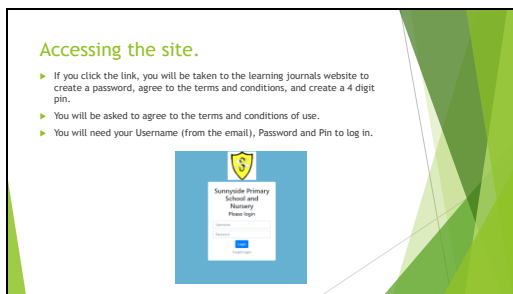 Accessing the site.
If you click the link, you will be taken to the learning journals website to
create a password, agree to the terms and conditions, and create a 4 digit
pin.
You will be asked to agree to the terms and conditions of use.
You will need your Username (from the email), Password and Pin to log in.
S
Sunnyside Primary
School and
Nursery
Please login
Username
Password
Login
Forgot login?